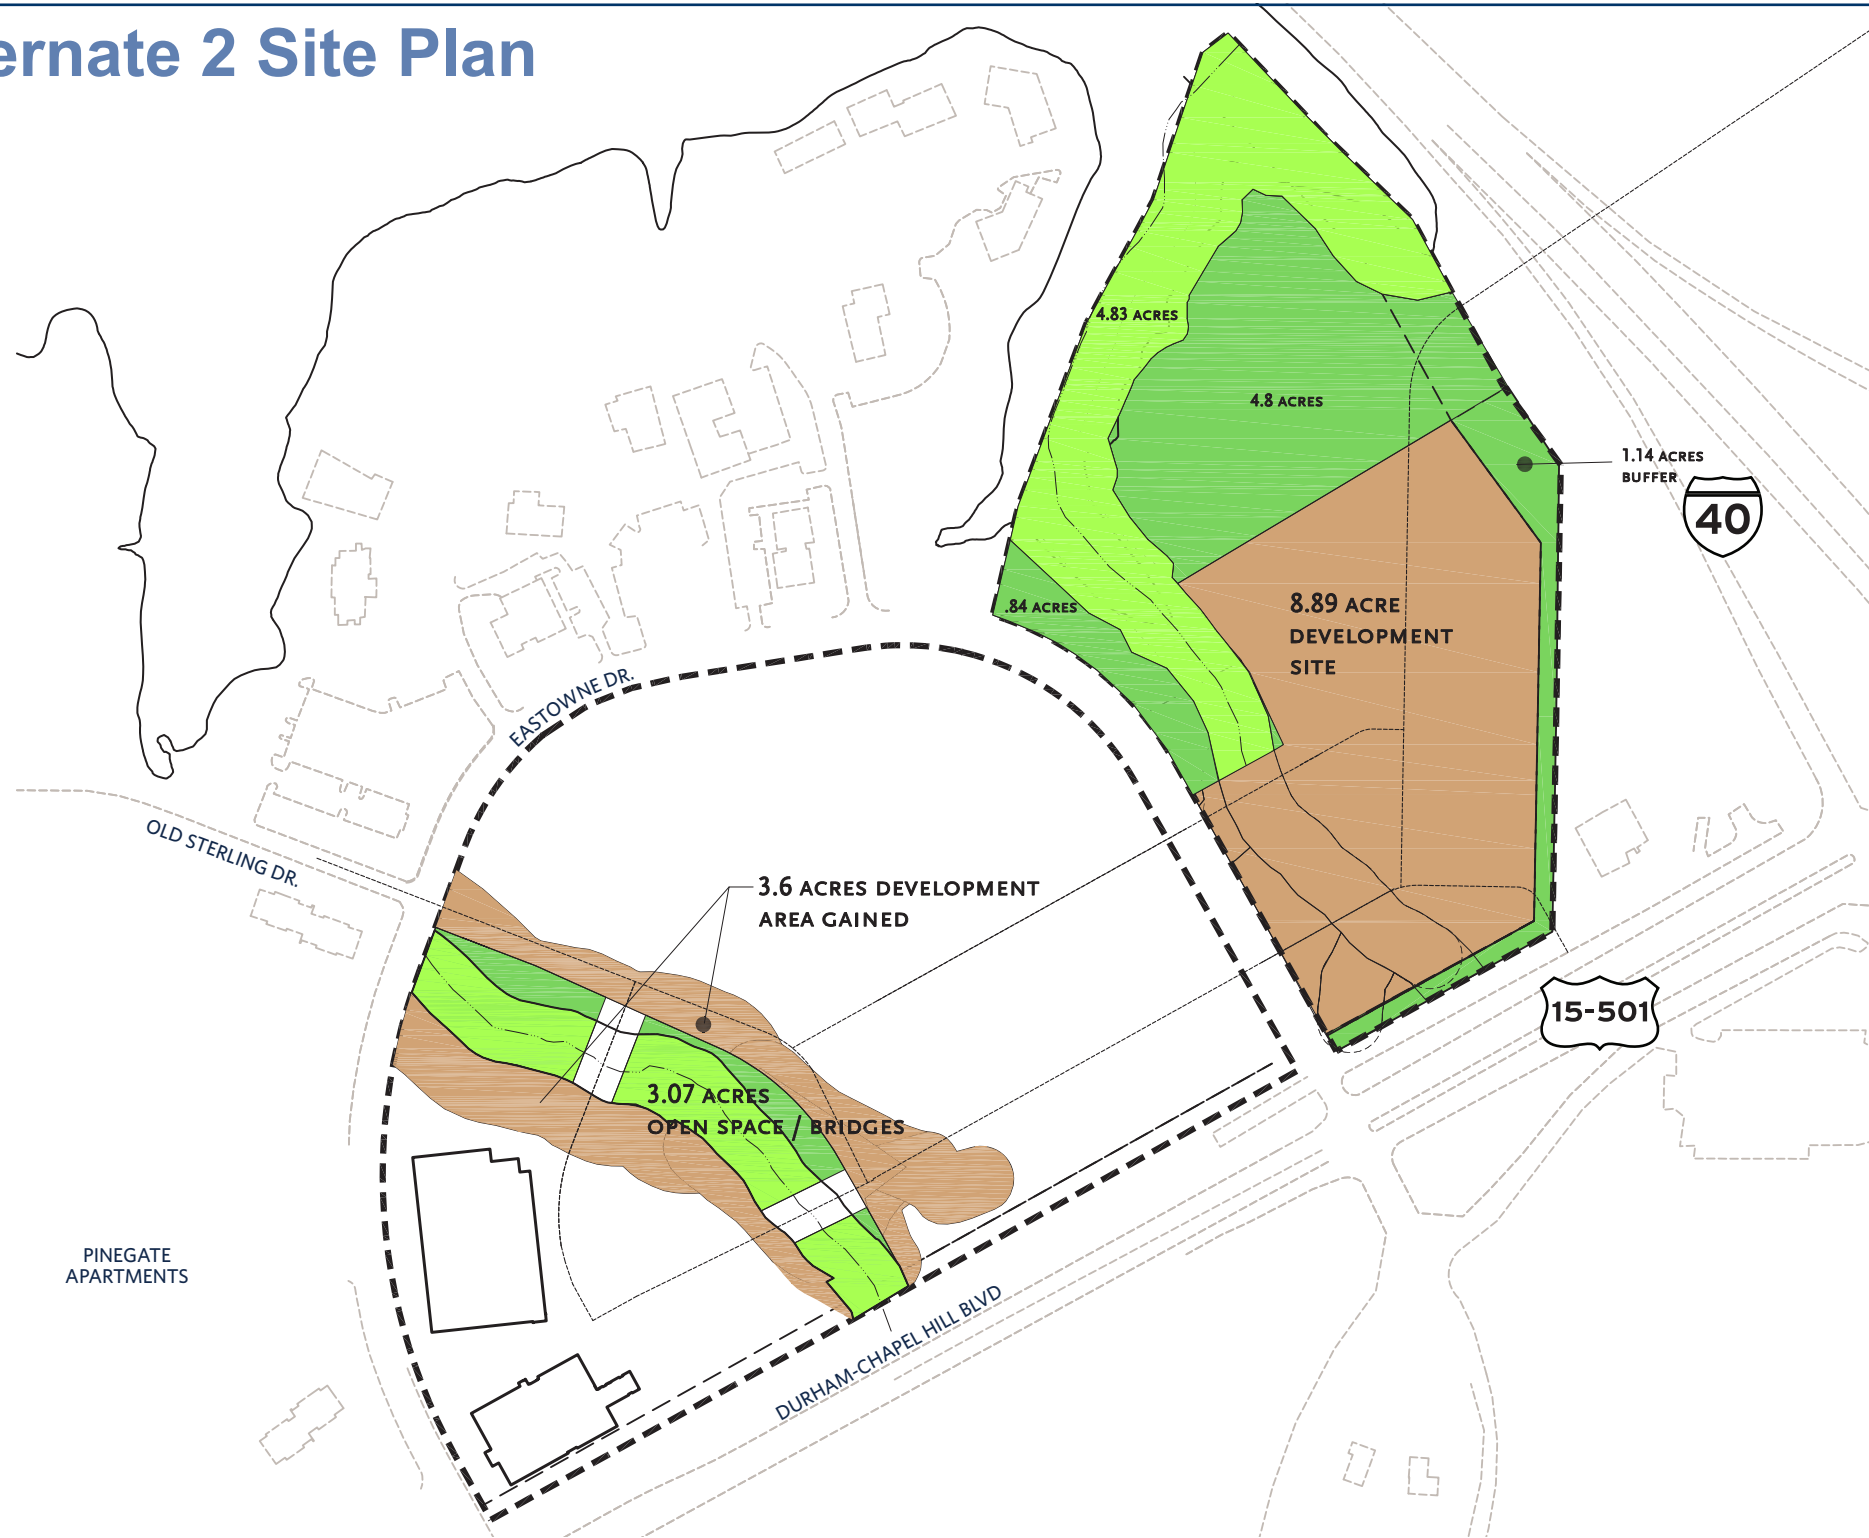 ernate 2 Site Plan
4.83 ACRES
4.8 ACRES
1.14 ACRES
BUFFER
40
.84 ACRES
8.89 ACRE
DEVELOPMENT
SITE
EASTOWNE DR.
OLD STERLING DR.
3.6 ACRES DEVELOPMENT
AREA GAINED
15-501
3.07 ACRES
OPEN SPACE / BRIDGES
PINEGATE
APARTMENTS
DURHAM-CHAPEL HILL BLVD